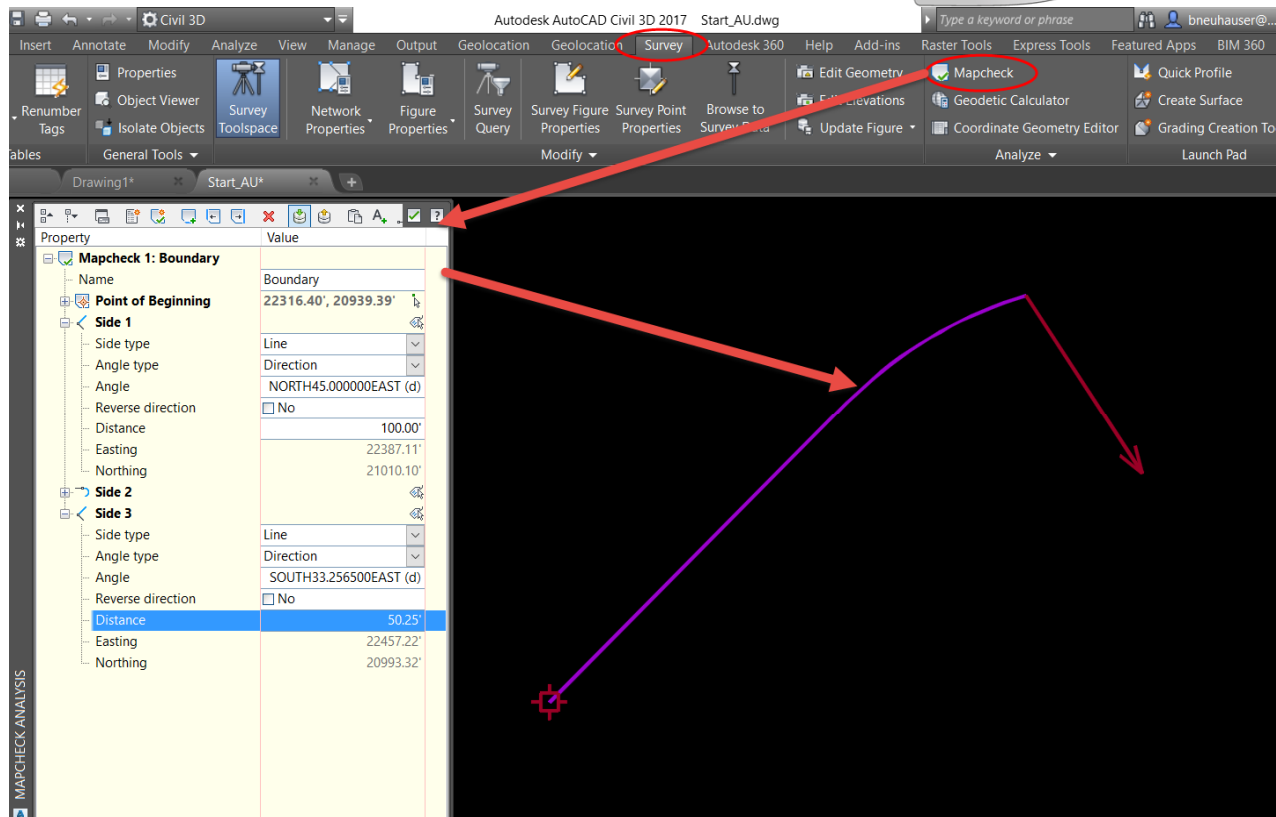 Civil 3D
Autodesk AutoCAD Civil 3D 2017 Start_AU.dwg
Type a keyword or phrase
bneuhauser@...
Insert Annotate Modify Analyze View Manage Output Geolocation Geolocation Survey Autodesk 360 Help Add-ins Raster Tools Express Tools Featured Apps BIM 360
Renumber Tags
Properties
Object Viewer
Isolate Objects
Survey Toolspace
Network Properties
Figure Properties
Survey Query
Survey Figure Properties
Survey Point Properties
Browse to Survey Data
Edit Geometry
Edit Elevations
Update Figure
Mapcheck
Geodetic Calculator
Coordinate Geometry Editor
Quick Profile
Create Surface
Grading Creation To
ables General Tools Modify Analyze Launch Pad
Drawing1* Start_AU*
Property Value
Mapcheck 1: Boundary
Name Boundary
Point of Beginning 22316.40', 20939.39'
Side 1
Side type Line
Angle type Direction
Angle NORTH45.000000EAST (d)
Reverse direction No
Distance 100.00'
Easting 22387.11'
Northing 21010.10'
Side 2
Side 3
Side type Line
Angle type Direction
Angle SOUTH33.256500EAST (d)
Reverse direction No
Distance 50.25'
Easting 22457.22'
Northing 20993.32'
MAPCHECK ANALYSIS